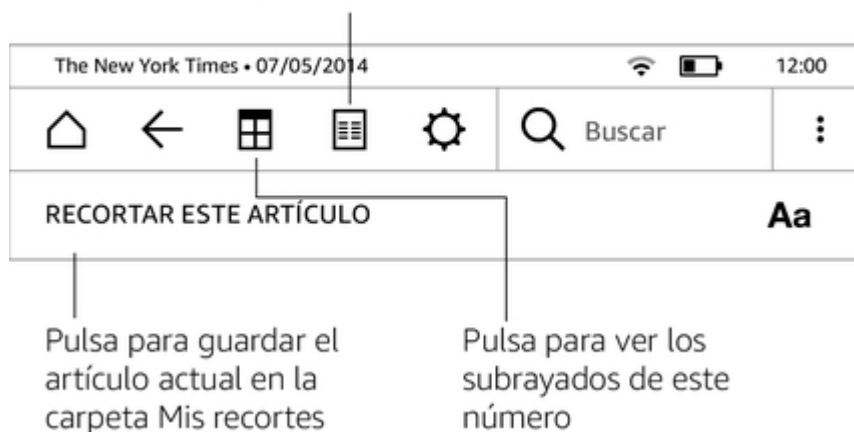 The New York Times • 07/05/2014 12:00
Buscar
RECORTAR ESTE ARTÍCULO Aa
Pulsa para guardar el
artículo actual en la
carpeta Mis recortes
Pulsa para ver los
subrayados de este
número